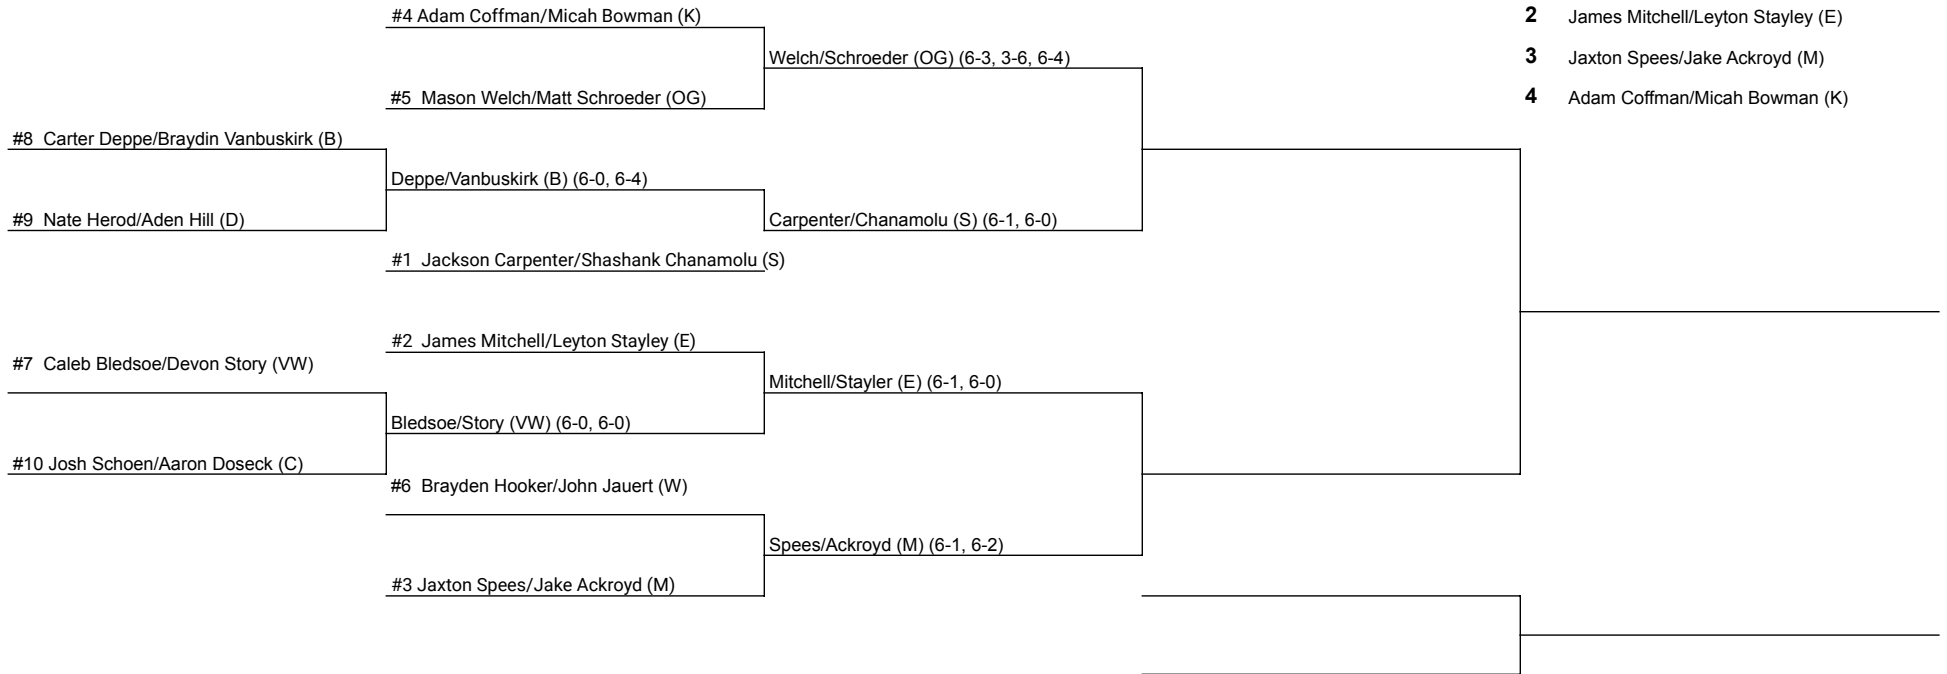 #4 Adam Coffman/Micah Bowman (K)
2 James Mitchell/Leyton Stayley (E)
Welch/Schroeder (OG) (6-3, 3-6, 6-4)
3 Jaxton Spees/Jake Ackroyd (M)
#5 Mason Welch/Matt Schroeder (OG)
4 Adam Coffman/Micah Bowman (K)
#8 Carter Deppe/Braydin Vanbuskirk (B)
Deppe/Vanbuskirk (B) (6-0, 6-4)
#9 Nate Herod/Aden Hill (D)
Carpenter/Chanamolu (S) (6-1, 6-0)
#1 Jackson Carpenter/Shashank Chanamolu (S)
#2 James Mitchell/Leyton Stayley (E)
#7 Caleb Bledsoe/Devon Story (VW)
Mitchell/Stayler (E) (6-1, 6-0)
Bledsoe/Story (VW) (6-0, 6-0)
#10 Josh Schoen/Aaron Doseck (C)
#6 Brayden Hooker/John Jauert (W)
Spees/Ackroyd (M) (6-1, 6-2)
#3 Jaxton Spees/Jake Ackroyd (M)